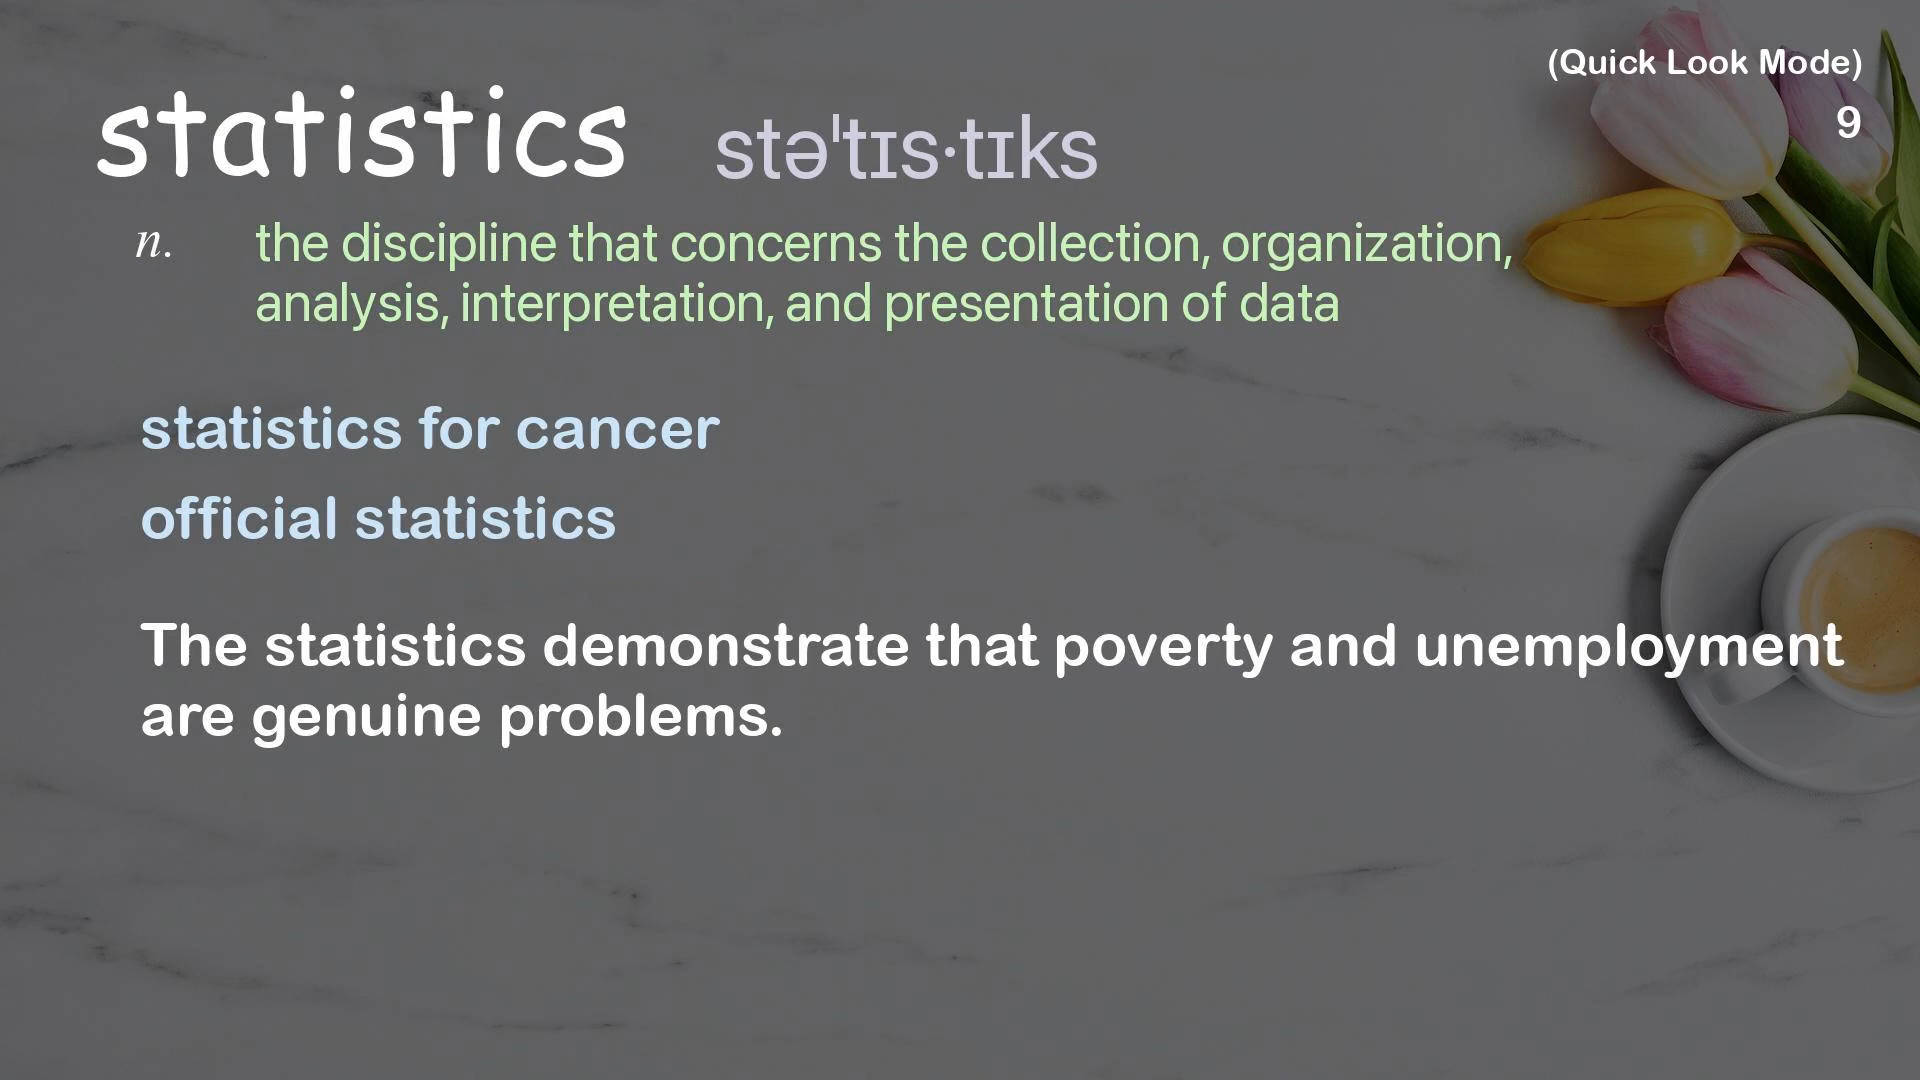 (Quick Look Mode)
9
statistics stəˈtɪs·tɪks
n. the discipline that concerns the collection, organization,
analysis, interpretation, and presentation of data
statistics for cancer
official statistics
The statistics demonstrate that poverty and unemployment
are genuine problems.